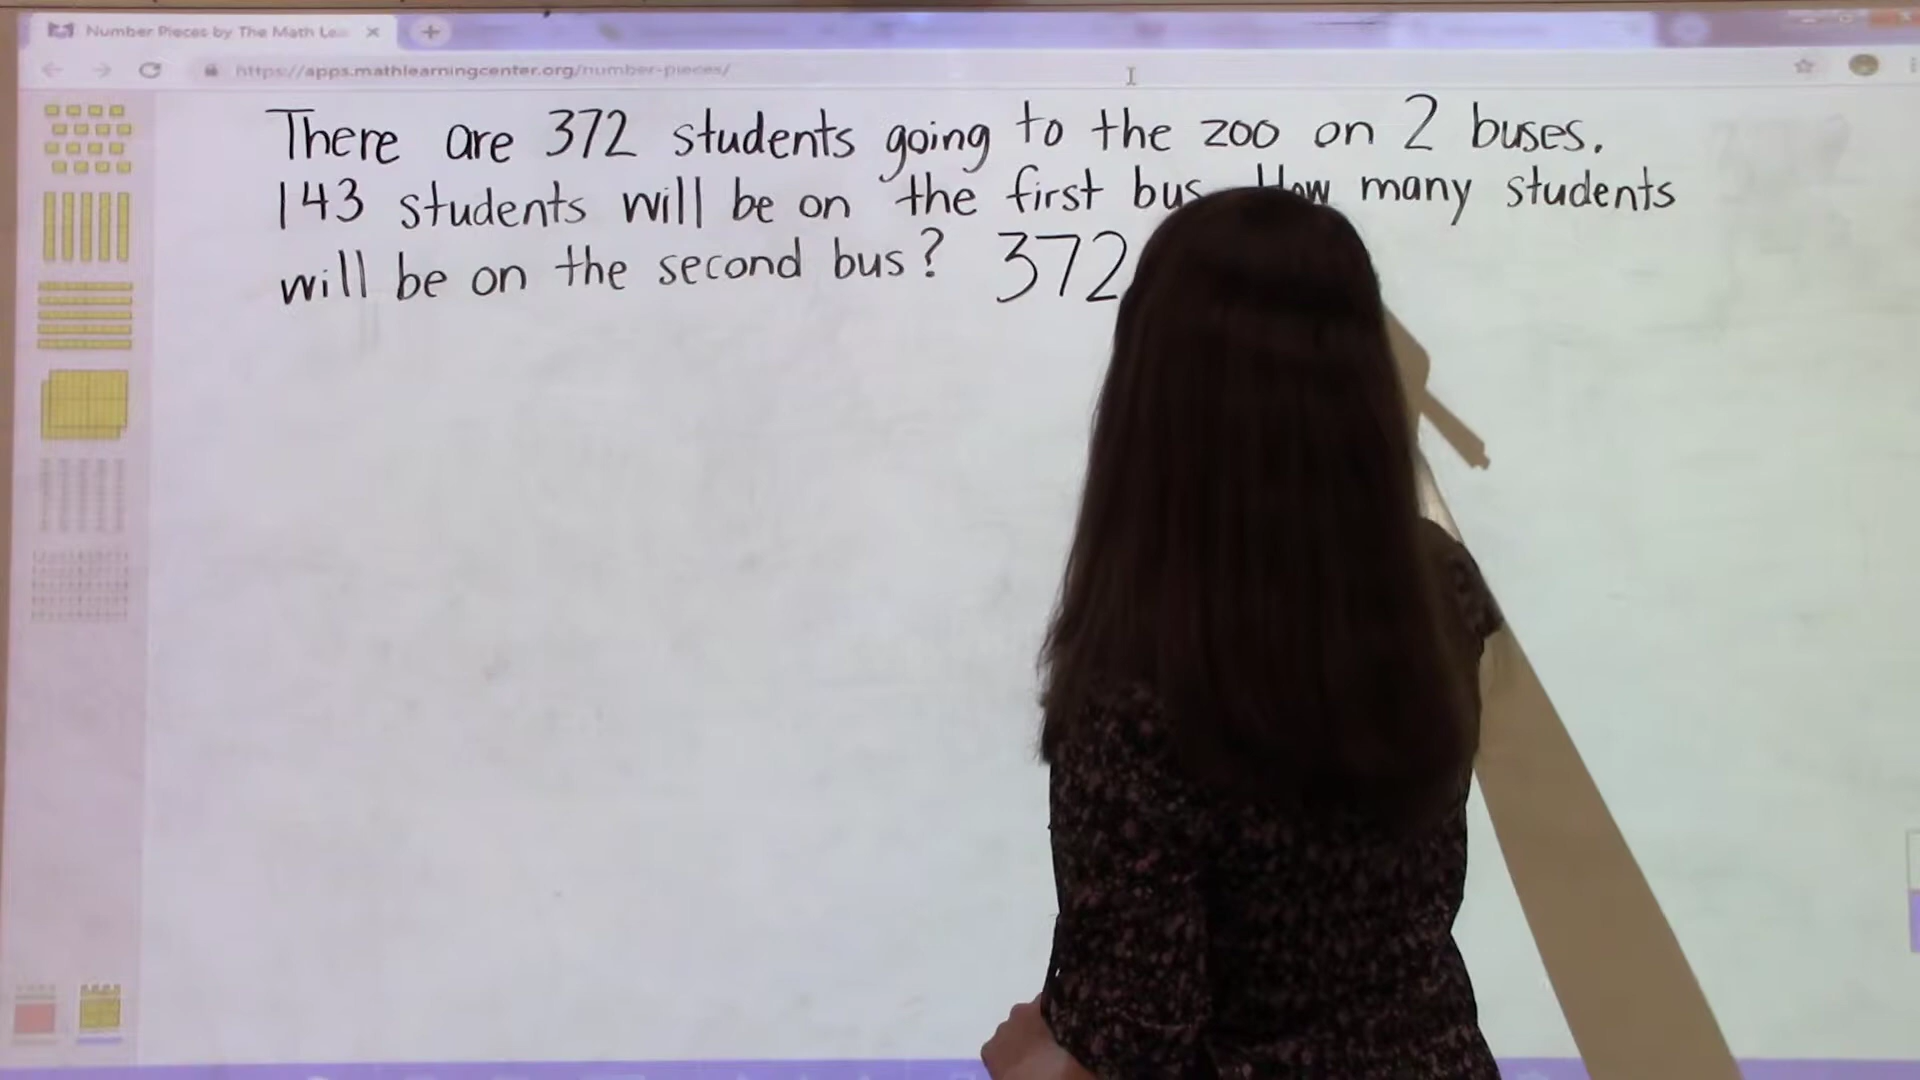 Number Pieces by The Math Lea
https://apps.mathlearningcenter.org/number-pieces/
There are 372 students going to the zoo on 2 buses.
143 students will be on the first bus. How many students
will be on the second bus? 372